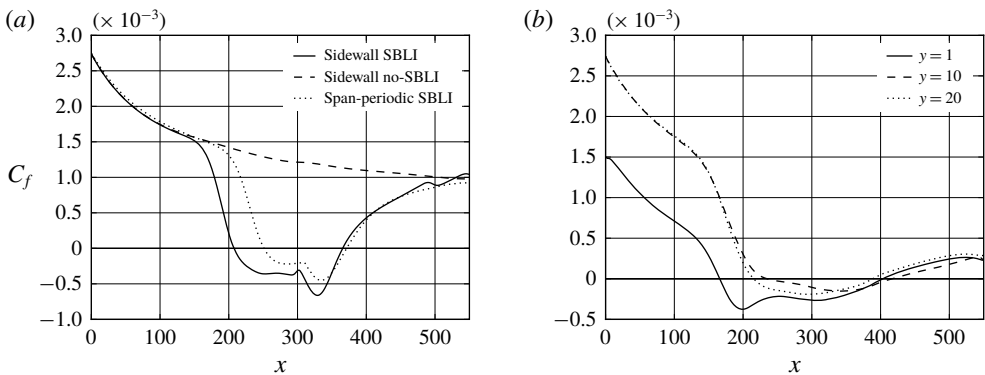 (a)
(× 10⁻³)
3.0
2.5
2.0
1.5
1.0
0.5
0
−0.5
−1.0
C_f
Sidewall SBLI
Sidewall no-SBLI
Span-periodic SBLI
0 100 200 300 400 500
x
(b)
(× 10⁻³)
3.0
2.5
2.0
1.5
1.0
0.5
0
−0.5
y = 1
y = 10
y = 20
0 100 200 300 400 500
x